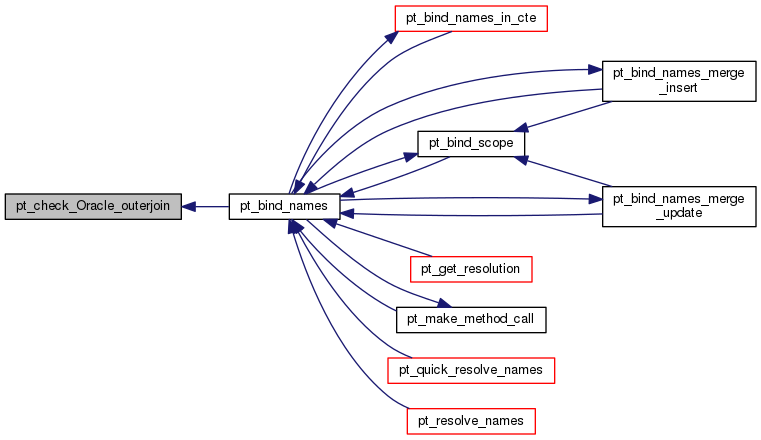 pt_bind_names_in_cte
pt_bind_names_merge
_insert
pt_bind_scope
pt_check_Oracle_outerjoin
pt_bind_names
pt_bind_names_merge
_update
pt_get_resolution
pt_make_method_call
pt_quick_resolve_names
pt_resolve_names